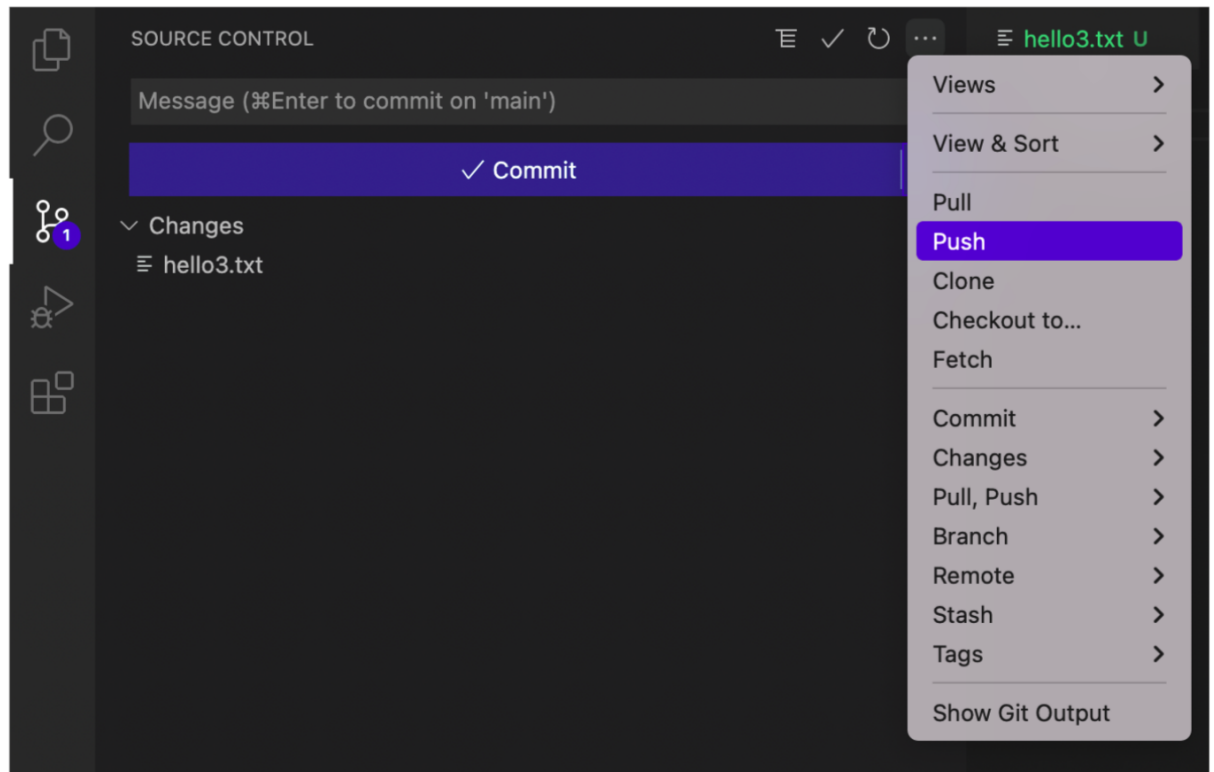 SOURCE CONTROL
hello3.txt U
Message (⌘Enter to commit on 'main')
Commit
1
Changes
hello3.txt
Views
View & Sort
Pull
Push
Clone
Checkout to...
Fetch
Commit
Changes
Pull, Push
Branch
Remote
Stash
Tags
Show Git Output